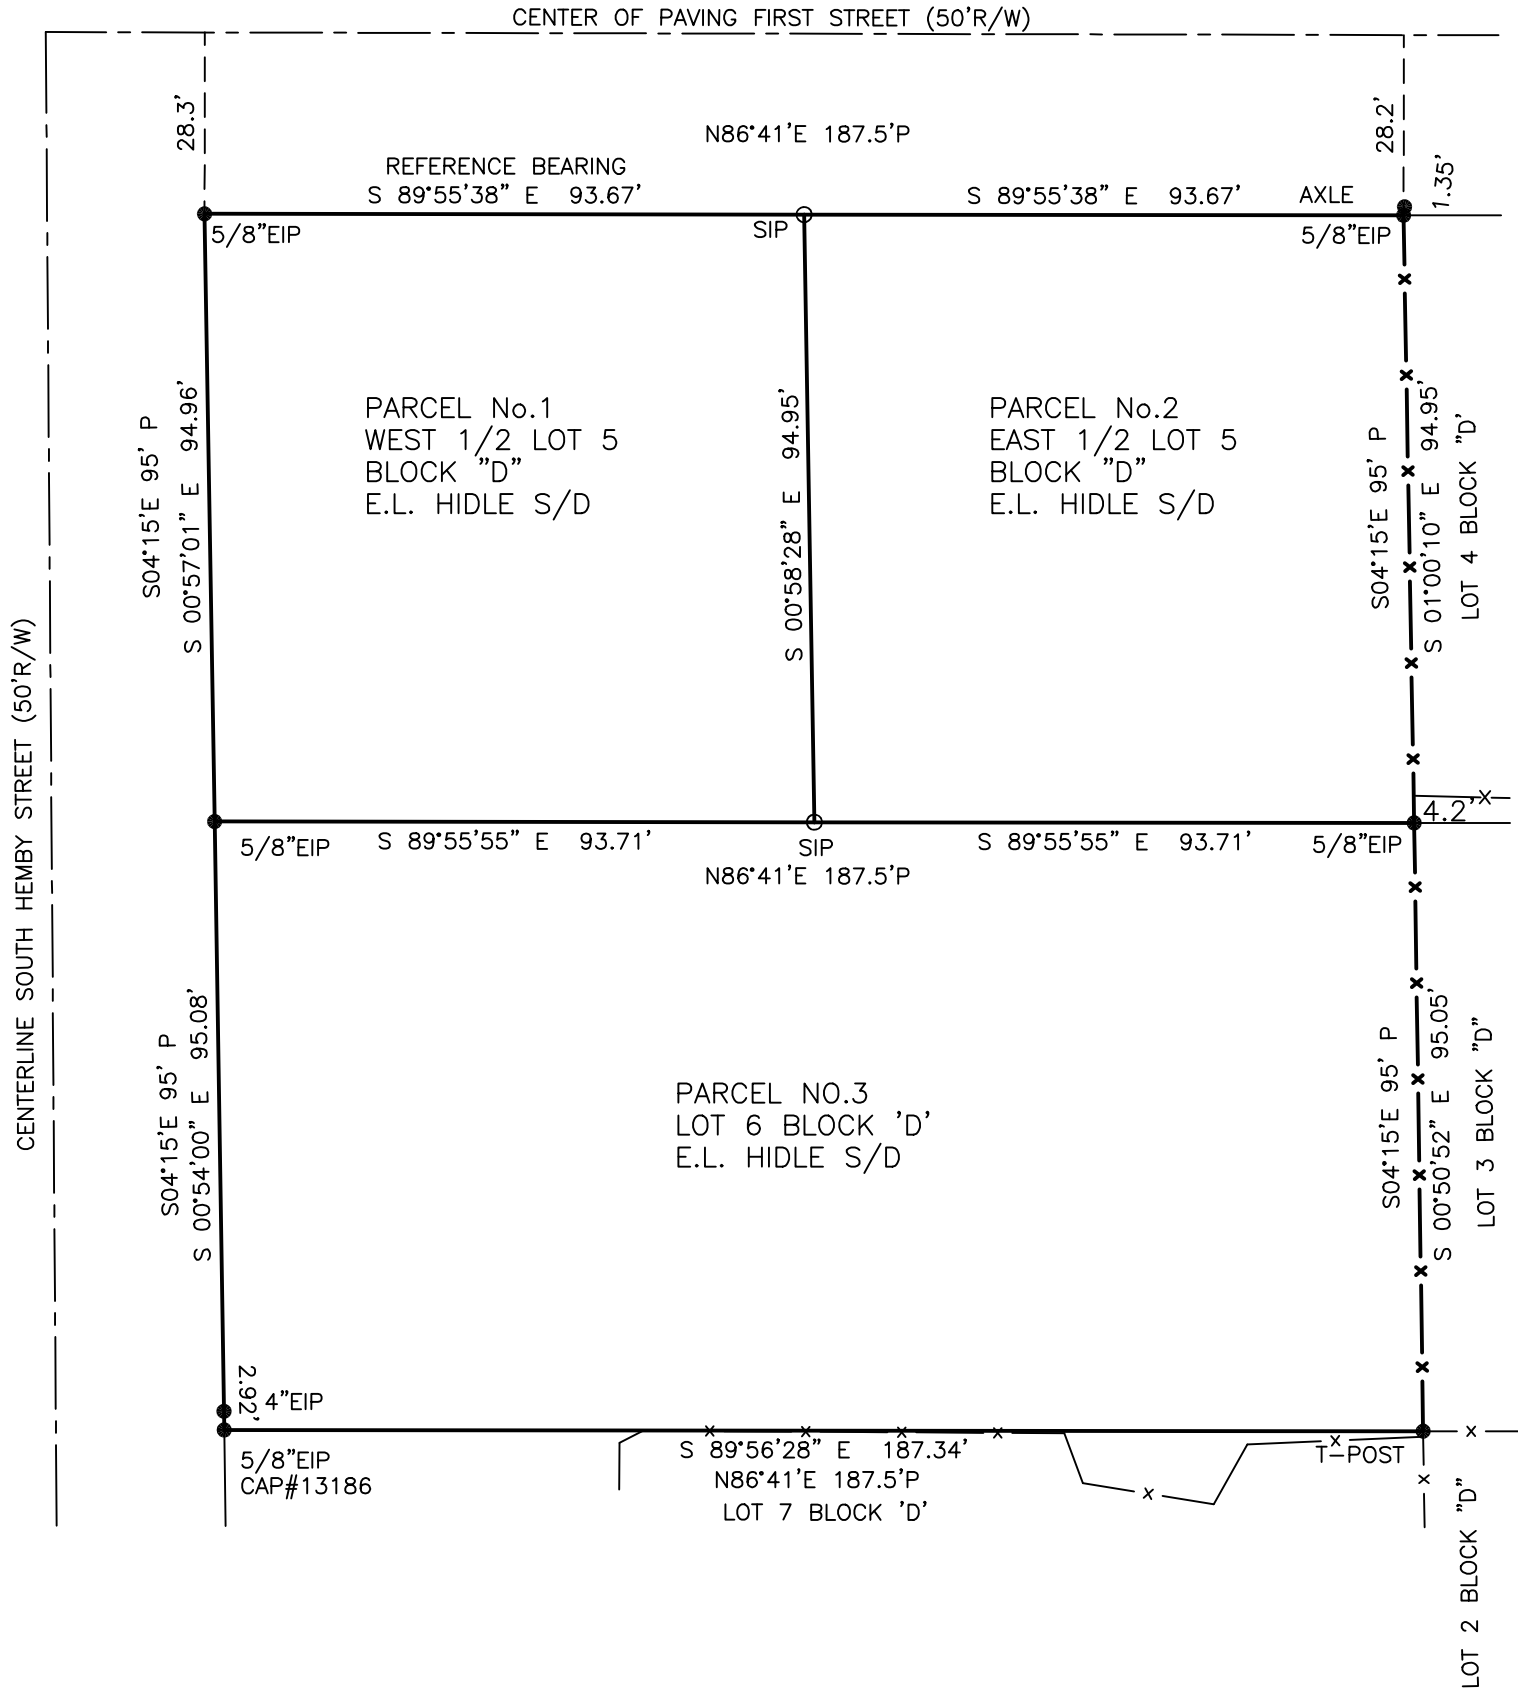 CENTER OF PAVING FIRST STREET (50'R/W)
28.3'
N86°41'E 187.5'P
28.2'
1.35'
REFERENCE BEARING
S 89°55'38" E 93.67'
S 89°55'38" E 93.67'
AXLE
5/8"EIP
SIP
5/8"EIP
S04°15'E 95' P
S 00°57'01" E 94.96'
PARCEL No.1
WEST 1/2 LOT 5
BLOCK "D"
E.L. HIDLE S/D
S 00°58'28" E 94.95'
PARCEL No.2
EAST 1/2 LOT 5
BLOCK "D"
E.L. HIDLE S/D
S04°15'E 95' P
S 01°00'10" E 94.95'
LOT 4 BLOCK "D'
CENTERLINE SOUTH HEMBY STREET (50'R/W)
4.2'
5/8"EIP
S 89°55'55" E 93.71'
SIP
S 89°55'55" E 93.71'
5/8"EIP
N86°41'E 187.5'P
S04°15'E 95' P
S 00°54'00" E 95.08'
PARCEL NO.3
LOT 6 BLOCK 'D'
E.L. HIDLE S/D
S04°15'E 95' P
S 00°50'52" E 95.05'
LOT 3 BLOCK "D"
2.92'
4"EIP
5/8"EIP
CAP#13186
S 89°56'28" E 187.34'
N86°41'E 187.5'P
LOT 7 BLOCK 'D'
T-POST
LOT 2 BLOCK "D"